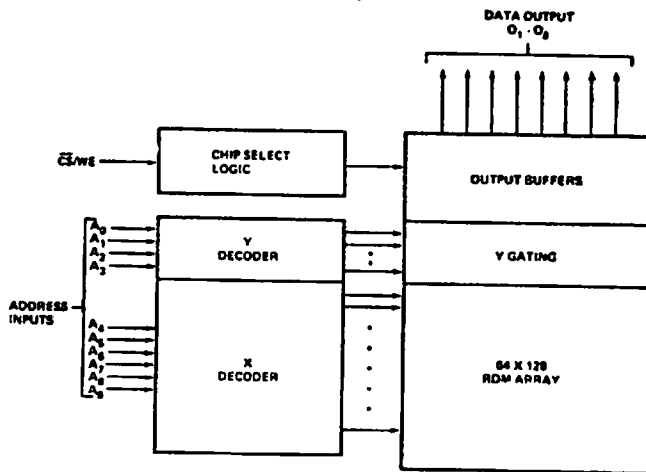 DATA OUTPUT
O1 - O8
CS/WE
CHIP SELECT
LOGIC
OUTPUT BUFFERS
A0
A1
A2
A3
Y
DECODER
Y GATING
ADDRESS
INPUTS
A4
A5
A6
A7
A8
A9
X
DECODER
64 X 128
ROM ARRAY